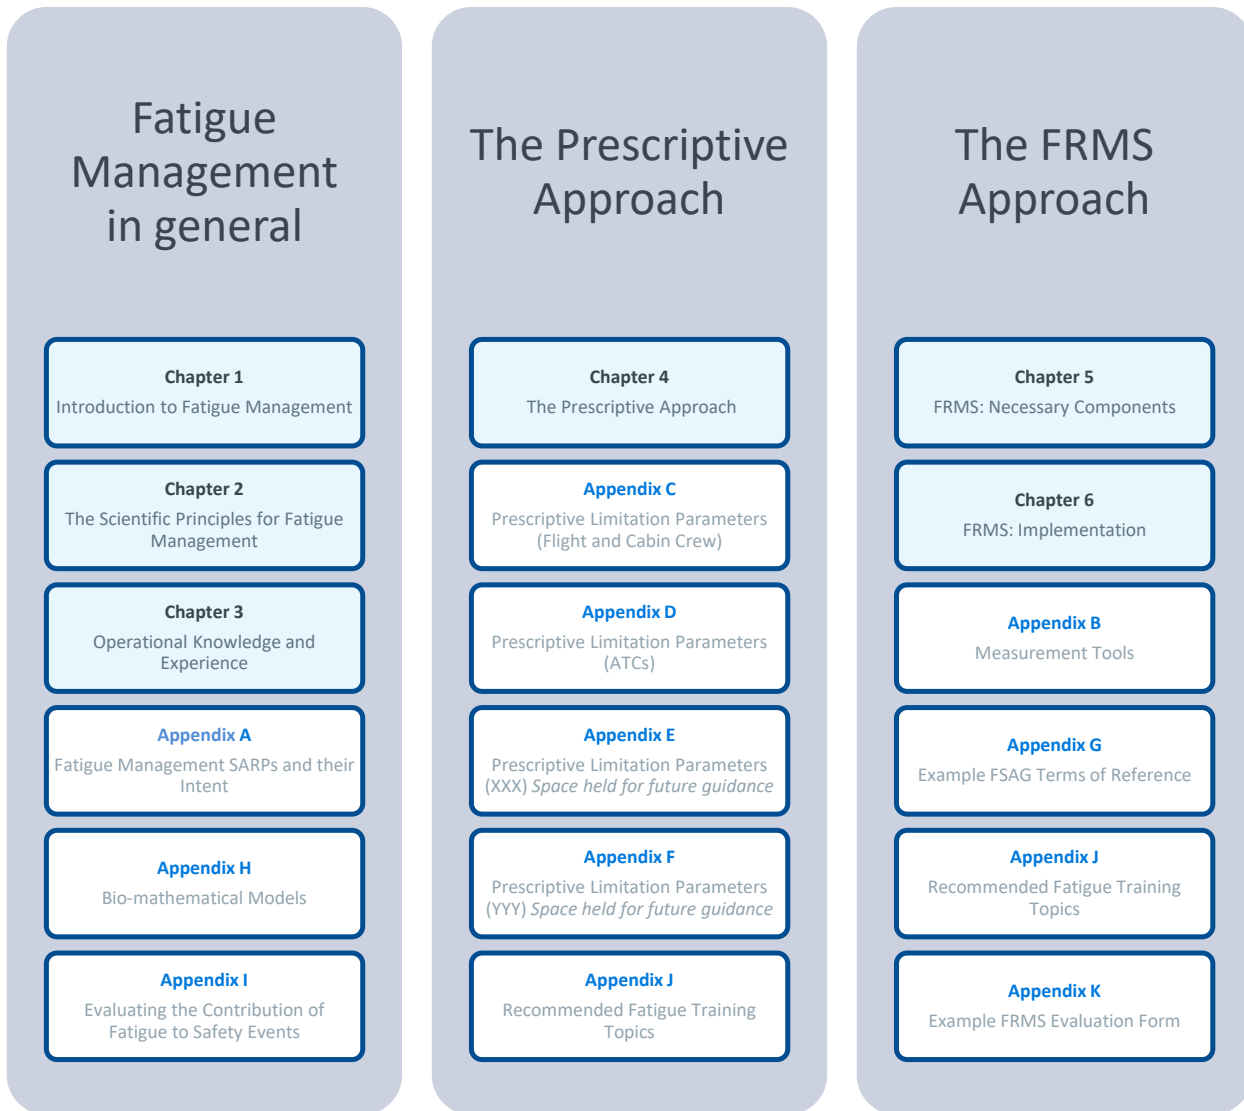 Fatigue
Management
in general
Chapter 1
Introduction to Fatigue Management
Chapter 2
The Scientific Principles for Fatigue
Management
Chapter 3
Operational Knowledge and
Experience
Appendix A
Fatigue Management SARPs and their
Intent
Appendix H
Bio-mathematical Models
Appendix I
Evaluating the Contribution of
Fatigue to Safety Events
The Prescriptive
Approach
Chapter 4
The Prescriptive Approach
Appendix C
Prescriptive Limitation Parameters
(Flight and Cabin Crew)
Appendix D
Prescriptive Limitation Parameters
(ATCs)
Appendix E
Prescriptive Limitation Parameters
(XXX) Space held for future guidance
Appendix F
Prescriptive Limitation Parameters
(YYY) Space held for future guidance
Appendix J
Recommended Fatigue Training
Topics
The FRMS
Approach
Chapter 5
FRMS: Necessary Components
Chapter 6
FRMS: Implementation
Appendix B
Measurement Tools
Appendix G
Example FSAG Terms of Reference
Appendix J
Recommended Fatigue Training
Topics
Appendix K
Example FRMS Evaluation Form